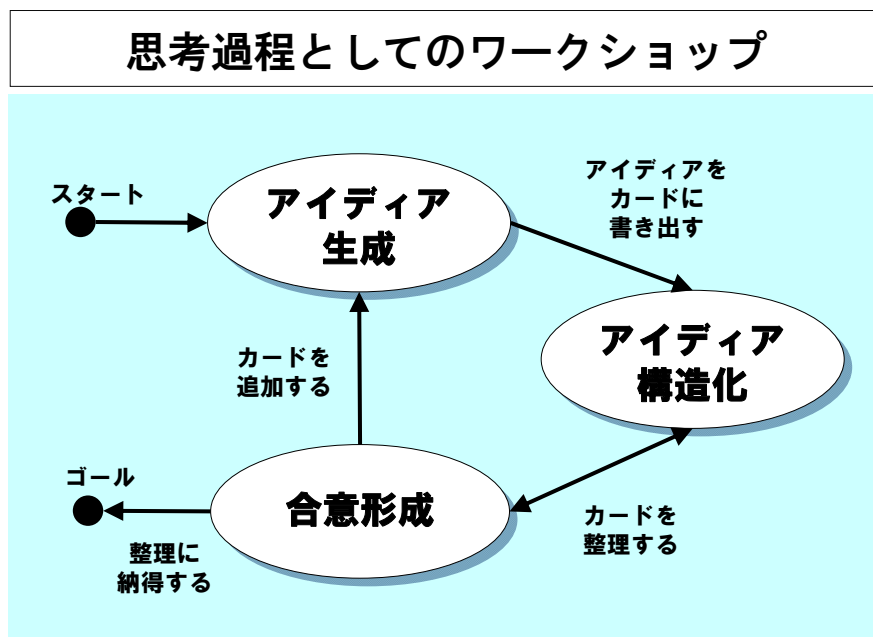 思考過程としてのワークショップ
スタート
アイディア
生成
アイディアを
カードに
書き出す
アイディア
構造化
カードを
追加する
ゴール
合意形成
カードを
整理する
整理に
納得する